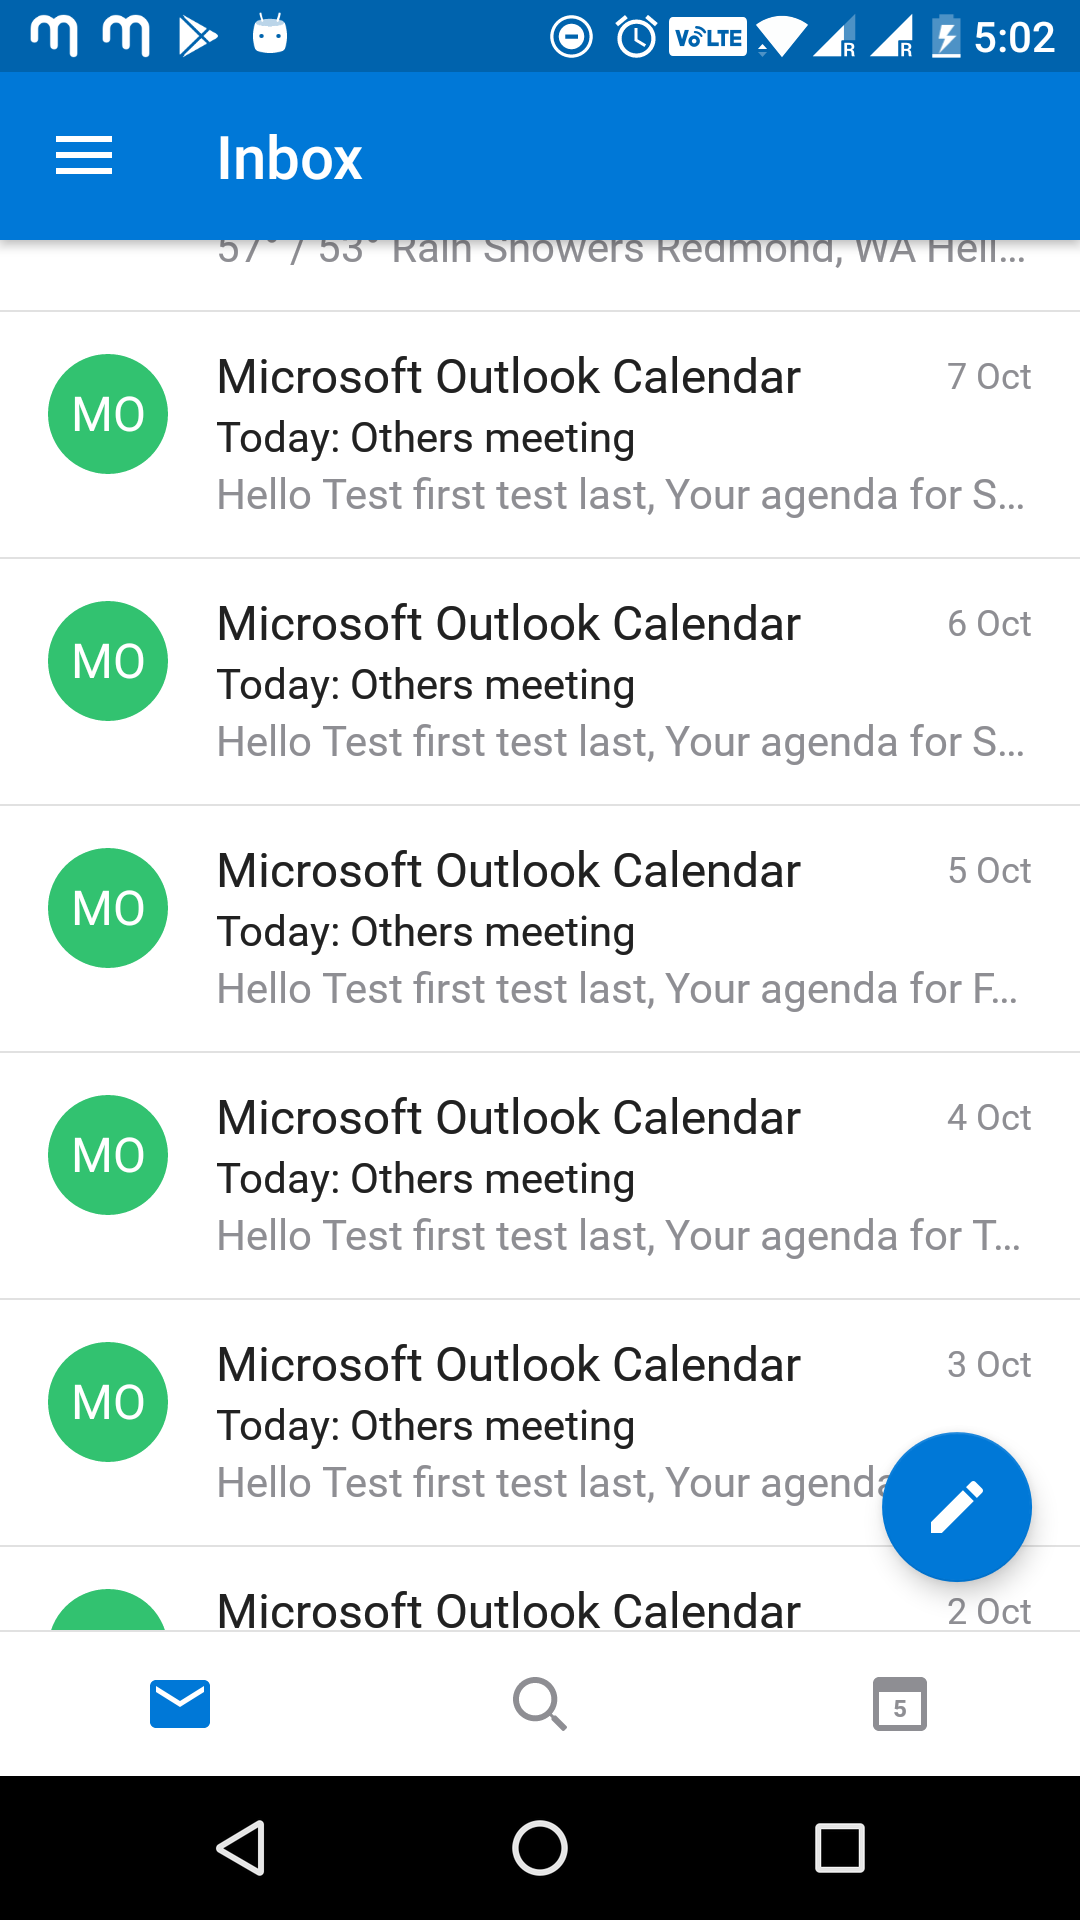 VoLTE R R 5:02
Inbox
57° / 53° Rain Showers Redmond, WA Hell...
MO Microsoft Outlook Calendar 7 Oct
Today: Others meeting
Hello Test first test last, Your agenda for S...
MO Microsoft Outlook Calendar 6 Oct
Today: Others meeting
Hello Test first test last, Your agenda for S...
MO Microsoft Outlook Calendar 5 Oct
Today: Others meeting
Hello Test first test last, Your agenda for F...
MO Microsoft Outlook Calendar 4 Oct
Today: Others meeting
Hello Test first test last, Your agenda for T...
MO Microsoft Outlook Calendar 3 Oct
Today: Others meeting
Hello Test first test last, Your agenda
Microsoft Outlook Calendar 2 Oct
5